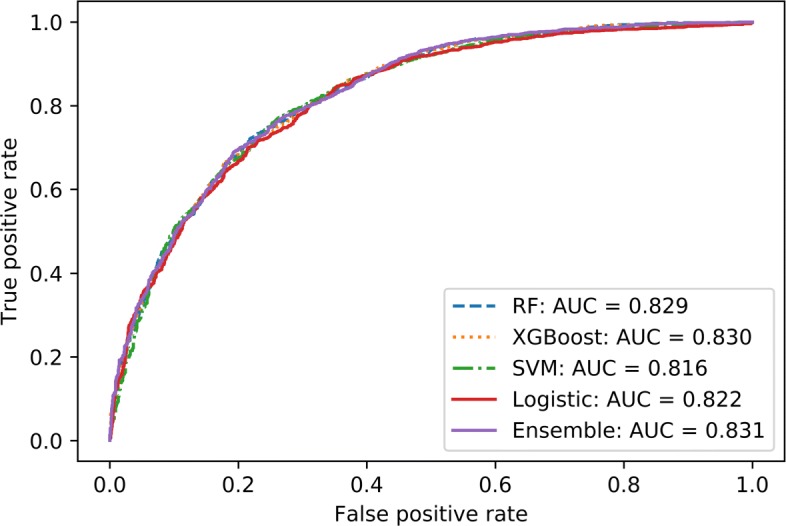 1.0
0.8
0.6
0.4
0.2
0.0
True positive rate
RF: AUC = 0.829
XGBoost: AUC = 0.830
SVM: AUC = 0.816
Logistic: AUC = 0.822
Ensemble: AUC = 0.831
0.0 0.2 0.4 0.6 0.8 1.0
False positive rate